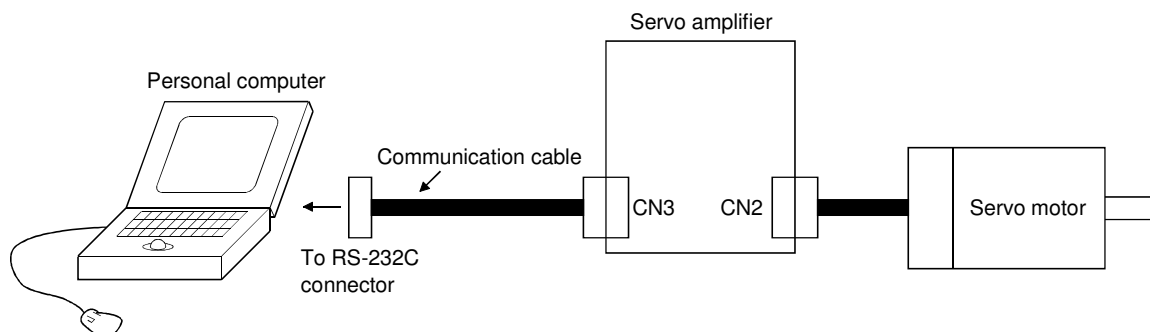 Servo amplifier
Personal computer
Communication cable
CN3
CN2
Servo motor
To RS-232C
connector